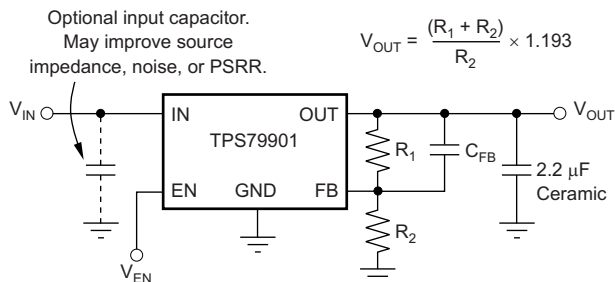 Optional input capacitor.
May improve source
impedance, noise, or PSRR.
V_OUT = (R_1 + R_2) / R_2 × 1.193
V_IN
IN
OUT
V_OUT
TPS79901
R_1
C_FB
2.2 μF
Ceramic
EN
GND
FB
R_2
V_EN